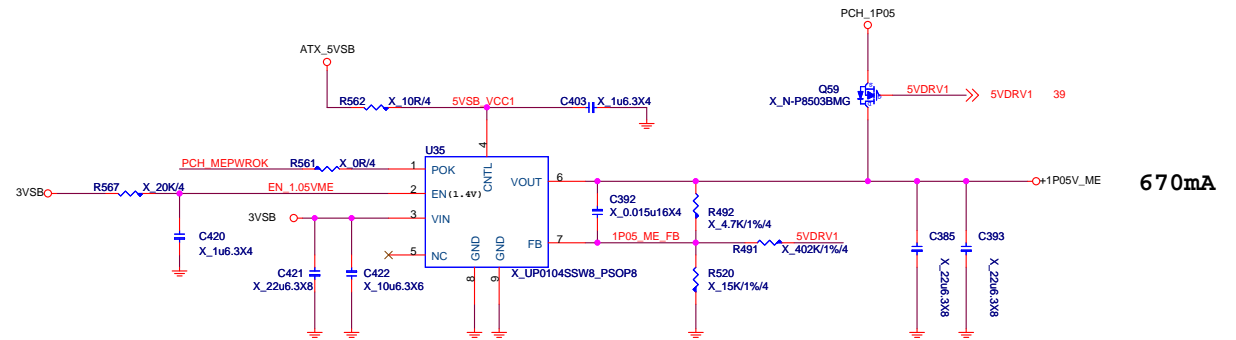 PCH_1P05
ATX_5VSB
Q59
X_N-P8503BMG
5VDRV1
5VDRV1
39
R562
X_10R/4
5VSB_VCC1
C403
X_1u6.3X4
U35
4
PCH_MEPWROK
R561
X_0R/4
1
POK
CNTL
VOUT
6
+1P05V_ME
670mA
3VSB
R567
X_20K/4
EN_1.05VME
2
EN(1.4V)
C392
X_0.015u16X4
R492
X_4.7K/1%/4
3VSB
3
VIN
C420
X_1u6.3X4
FB
7
1P05_ME_FB
R491
5VDRV1
X_402K/1%/4
C385
X_22u6.3X8
C393
X_22u6.3X8
5
NC
GND
GND
8
9
X_UP0104SSW8_PSOP8
C421
X_22u6.3X8
C422
X_10u6.3X6
R520
X_15K/1%/4